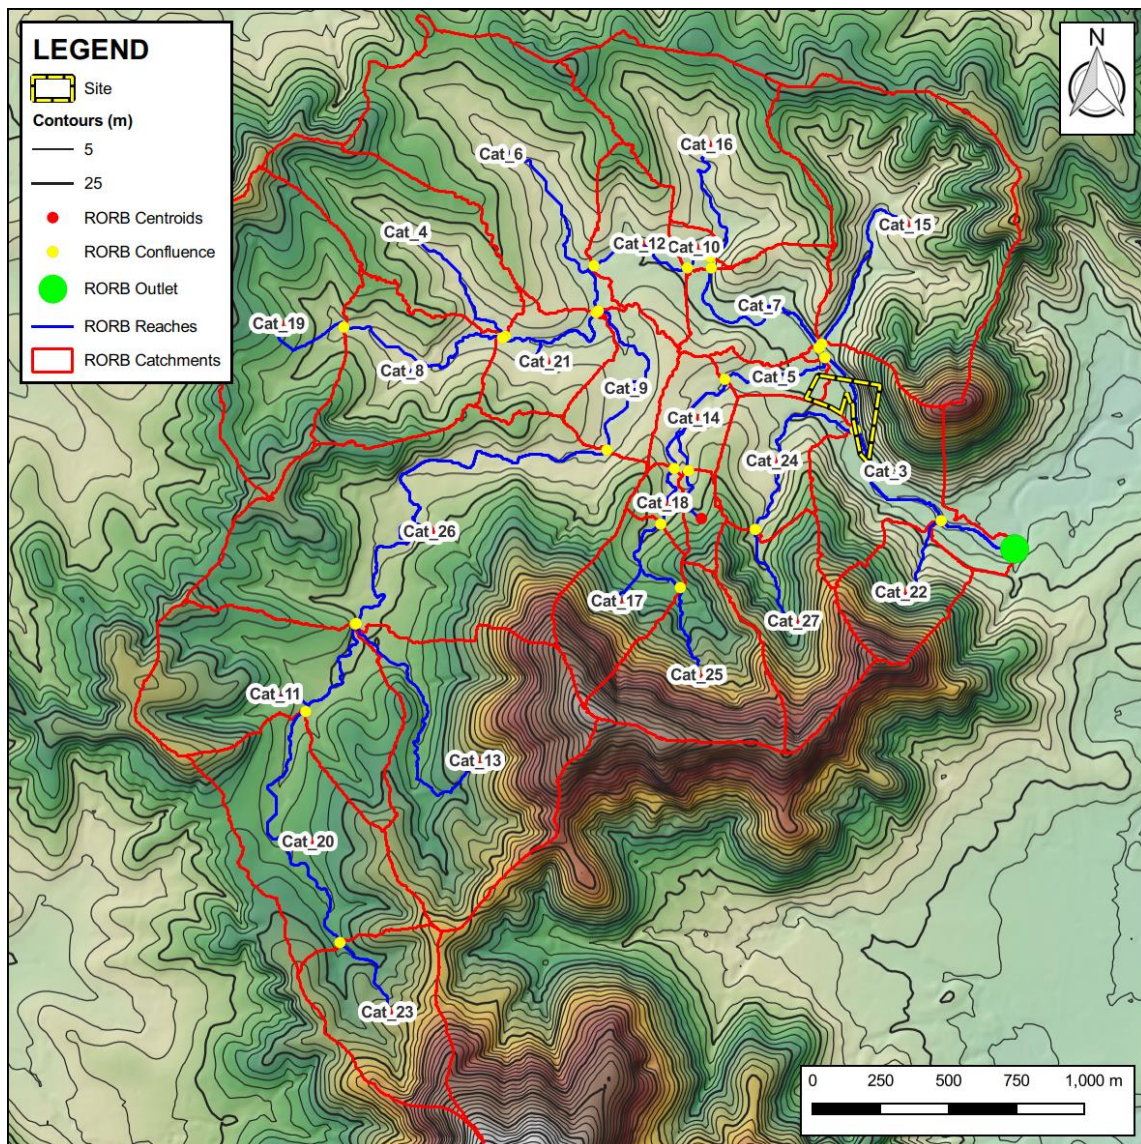 LEGEND
Site
Contours (m)
5
25
RORB Centroids
RORB Confluence
RORB Outlet
RORB Reaches
RORB Catchments
N
Cat_16
Cat_6
Cat_15
Cat_4
Cat_12
Cat_10
Cat_7
Cat_19
Cat_21
Cat_8
Cat_5
Cat_9
Cat_14
Cat_24
Cat_3
Cat_18
Cat_26
Cat_22
Cat_17
Cat_27
Cat_25
Cat_11
Cat_13
Cat_20
Cat_23
0 250 500 750 1,000 m